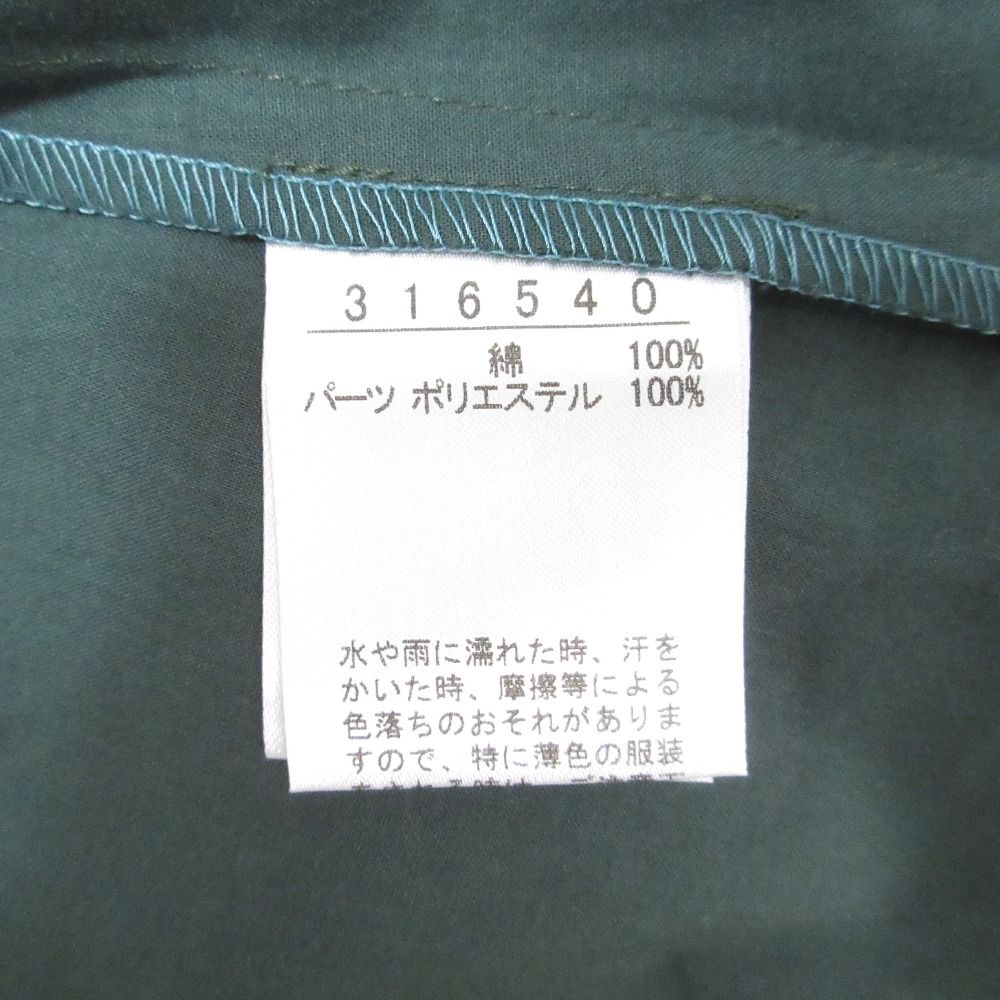 316540
綿 100%
パーツ ポリエステル 100%
水や雨に濡れた時、汗を
かいた時、摩擦等による
色落ちのおそれがありま
すので、特に薄色の服装